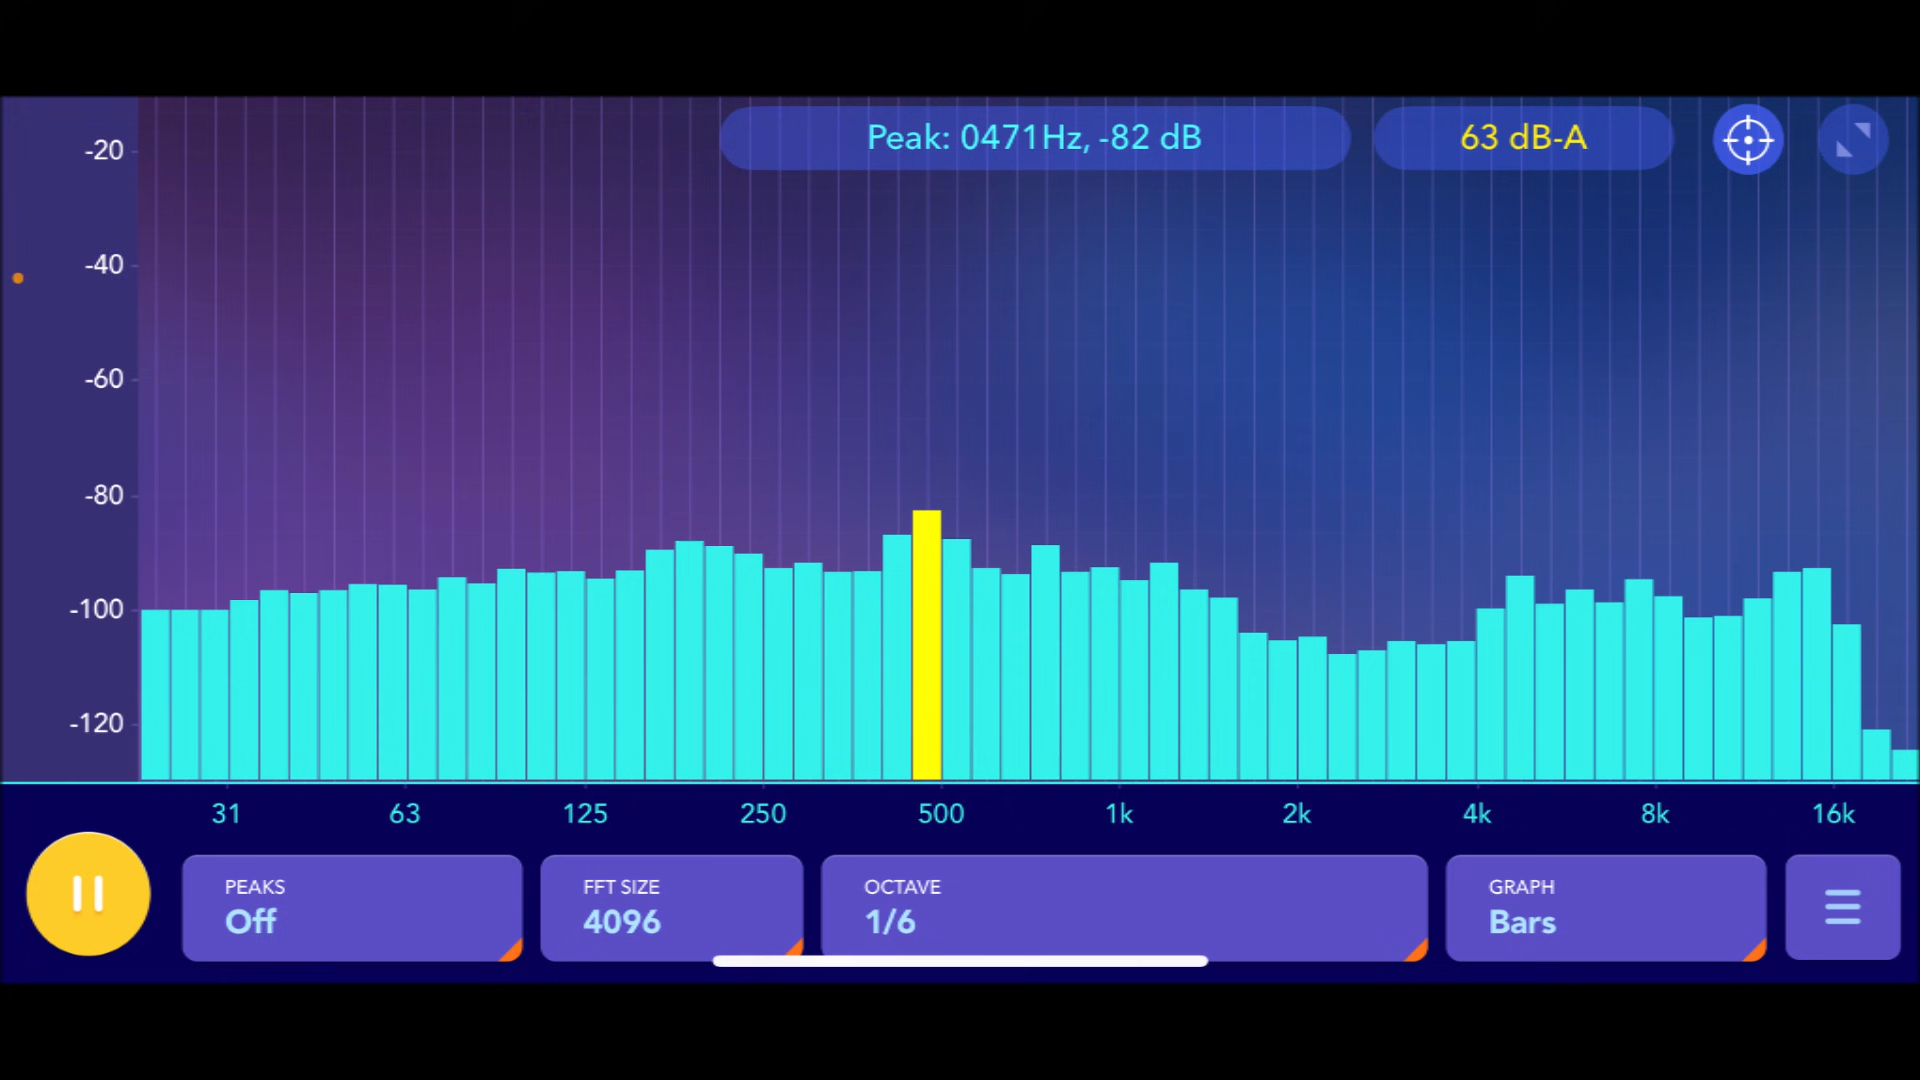 Peak: 0471Hz, -82 dB
63 dB-A
-20
-40
-60
-80
-100
-120
31 63 125 250 500 1k 2k 4k 8k 16k
PEAKS
Off
FFT SIZE
4096
OCTAVE
1/6
GRAPH
Bars